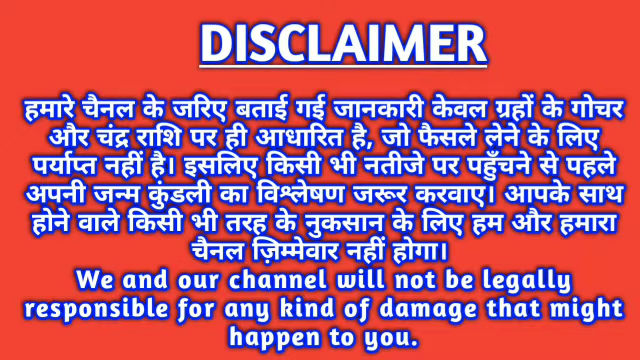 DISCLAIMER
हमारे चैनल के जरिए बताई गई जानकारी केवल ग्रहों के गोचर
और चंद्र राशि पर ही आधारित है, जो फैसले लेने के लिए
पर्याप्त नहीं है। इसलिए किसी भी नतीजे पर पहुँचने से पहले
अपनी जन्म कुंडली का विश्लेषण जरूर करवाए। आपके साथ
होने वाले किसी भी तरह के नुकसान के लिए हम और हमारा
चैनल ज़िम्मेवार नहीं होगा।
We and our channel will not be legally
responsible for any kind of damage that might
happen to you.